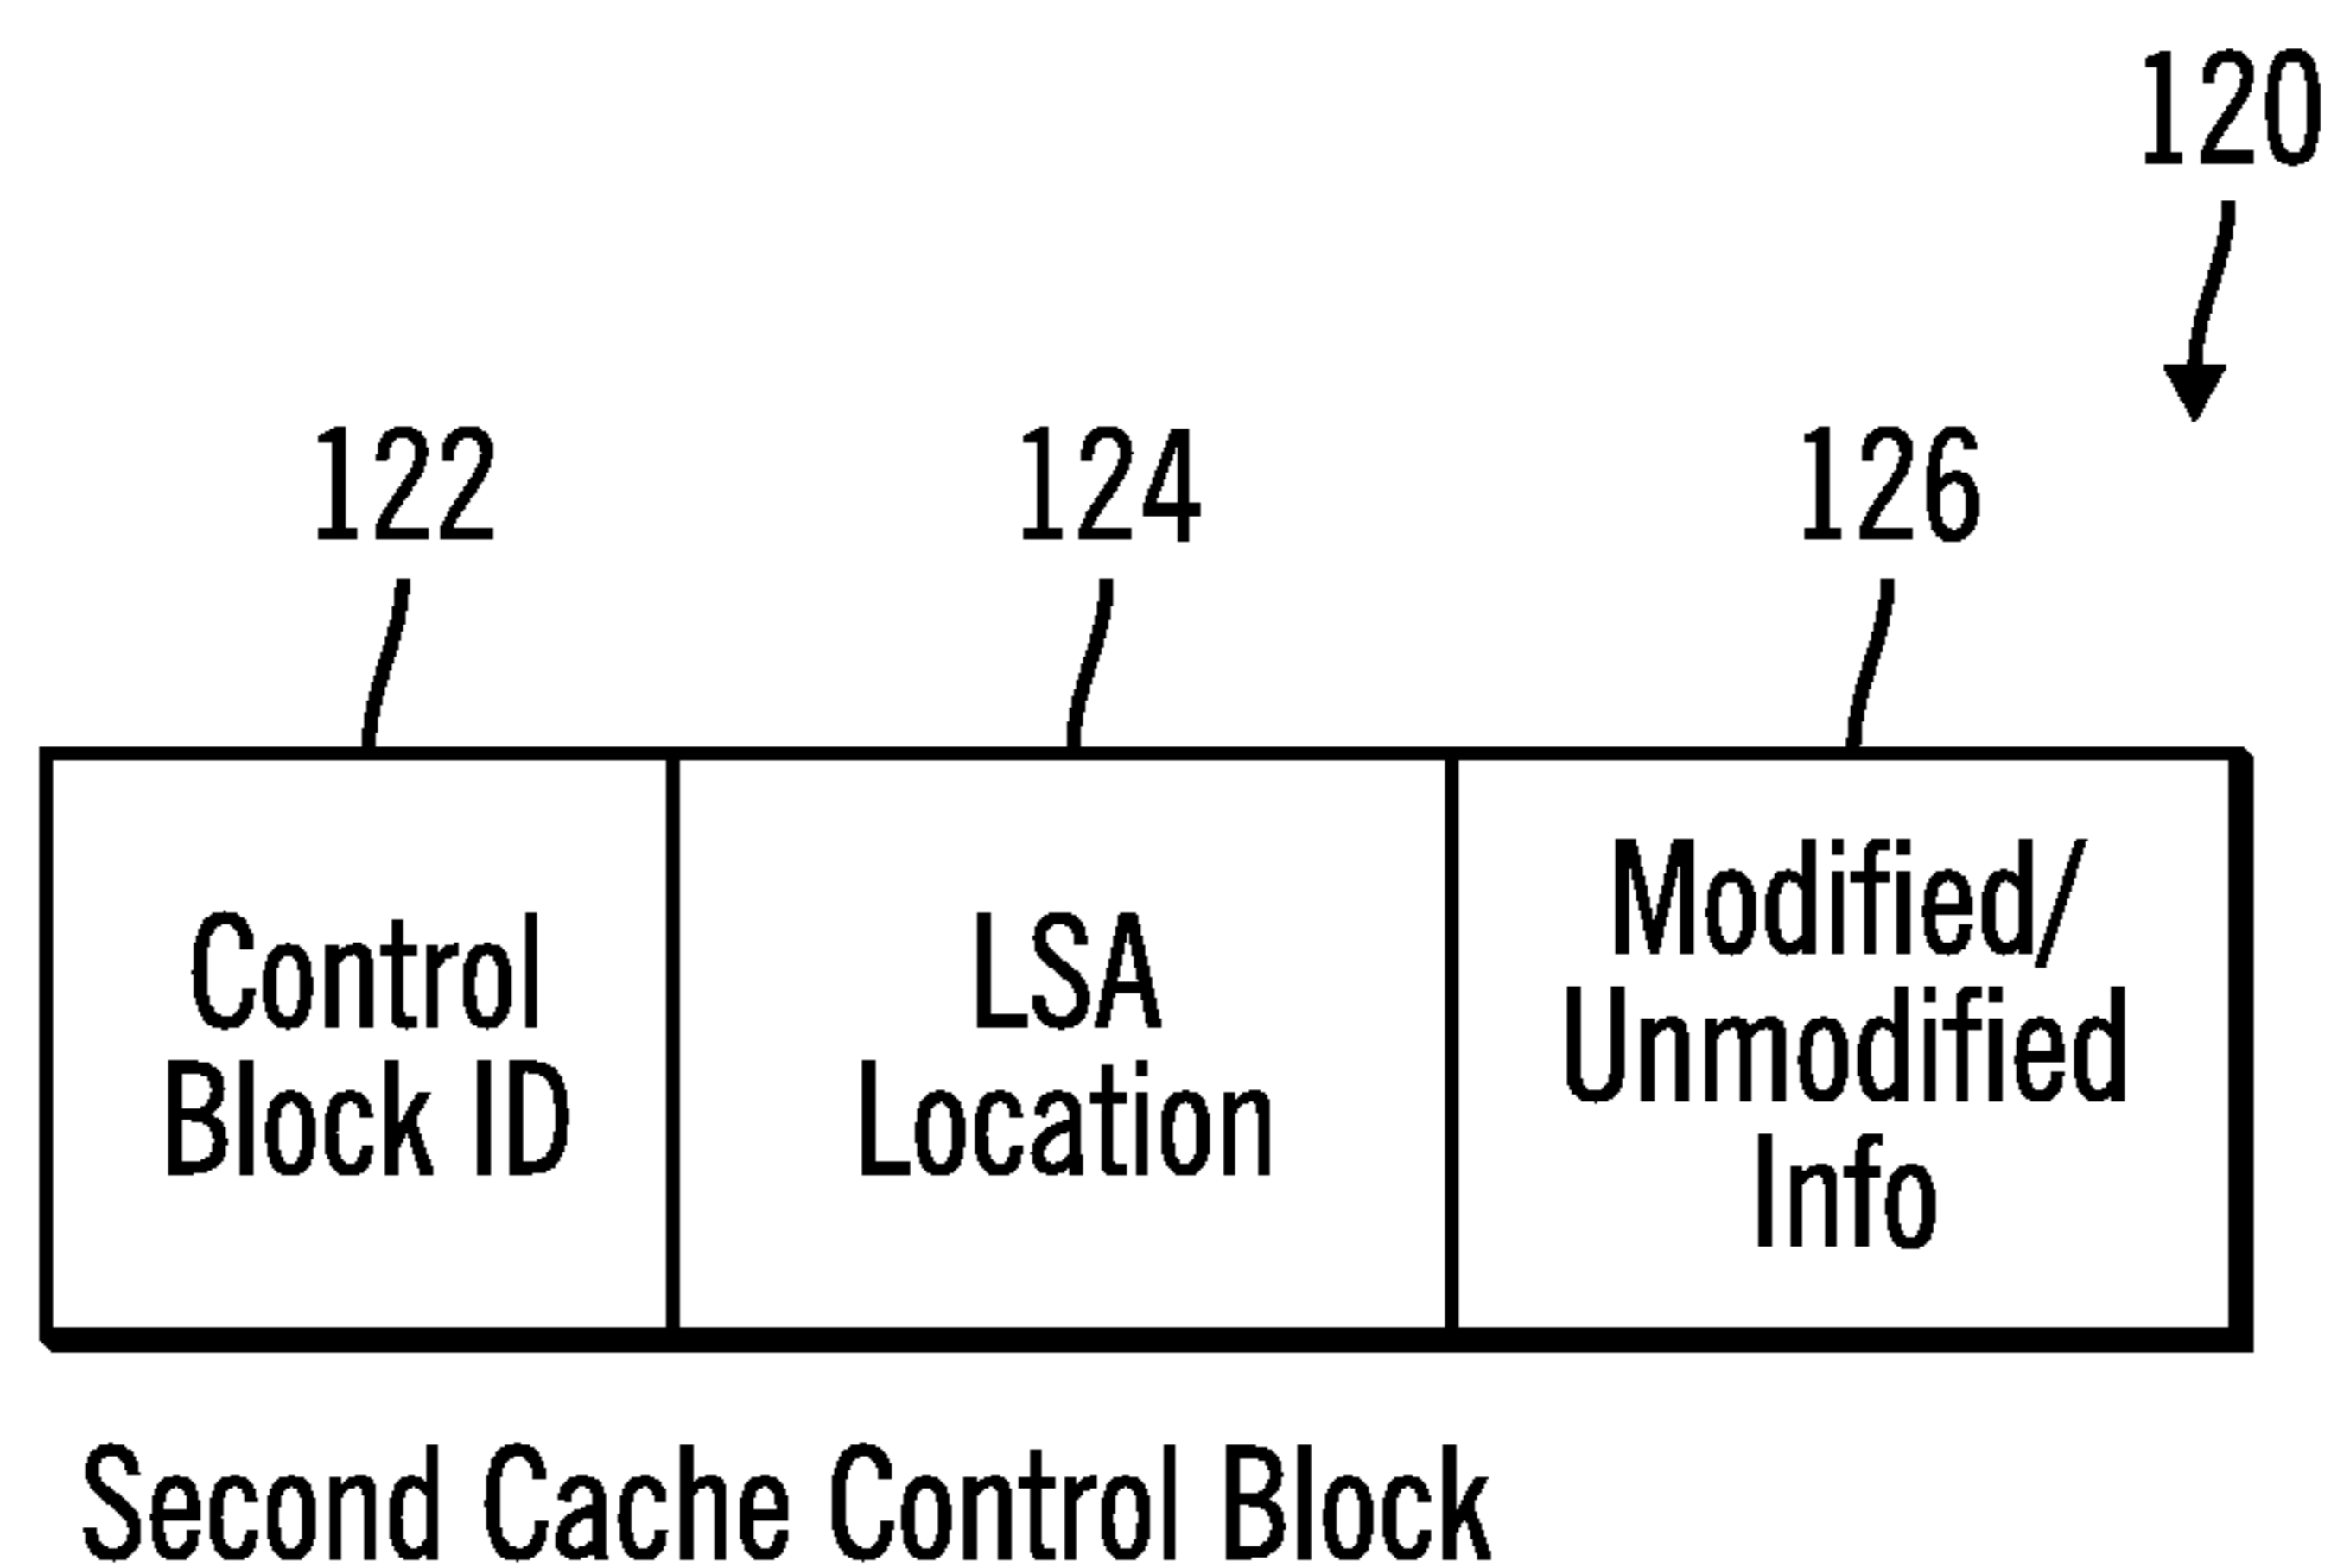 120
122 124 126
Control
Block ID
LSA
Location
Modified/
Unmodified
Info
Second Cache Control Block